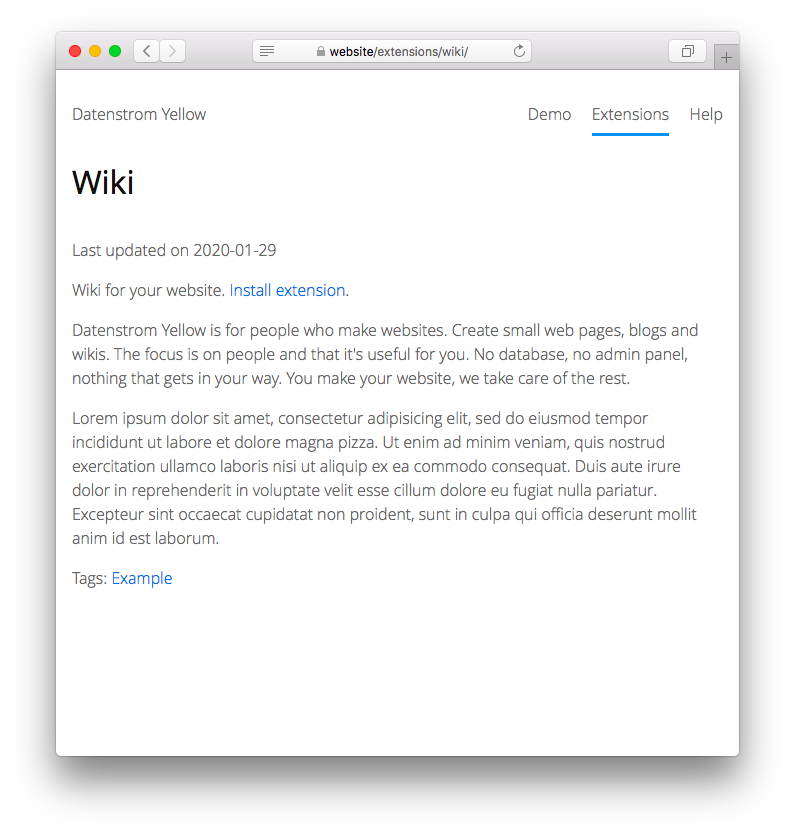 website/extensions/wiki/
Datenstrom Yellow
Demo
Extensions
Help
Wiki
Last updated on 2020-01-29
Wiki for your website. Install extension.
Datenstrom Yellow is for people who make websites. Create small web pages, blogs and
wikis. The focus is on people and that it's useful for you. No database, no admin panel,
nothing that gets in your way. You make your website, we take care of the rest.
Lorem ipsum dolor sit amet, consectetur adipisicing elit, sed do eiusmod tempor
incididunt ut labore et dolore magna pizza. Ut enim ad minim veniam, quis nostrud
exercitation ullamco laboris nisi ut aliquip ex ea commodo consequat. Duis aute irure
dolor in reprehenderit in voluptate velit esse cillum dolore eu fugiat nulla pariatur.
Excepteur sint occaecat cupidatat non proident, sunt in culpa qui officia deserunt mollit
anim id est laborum.
Tags: Example